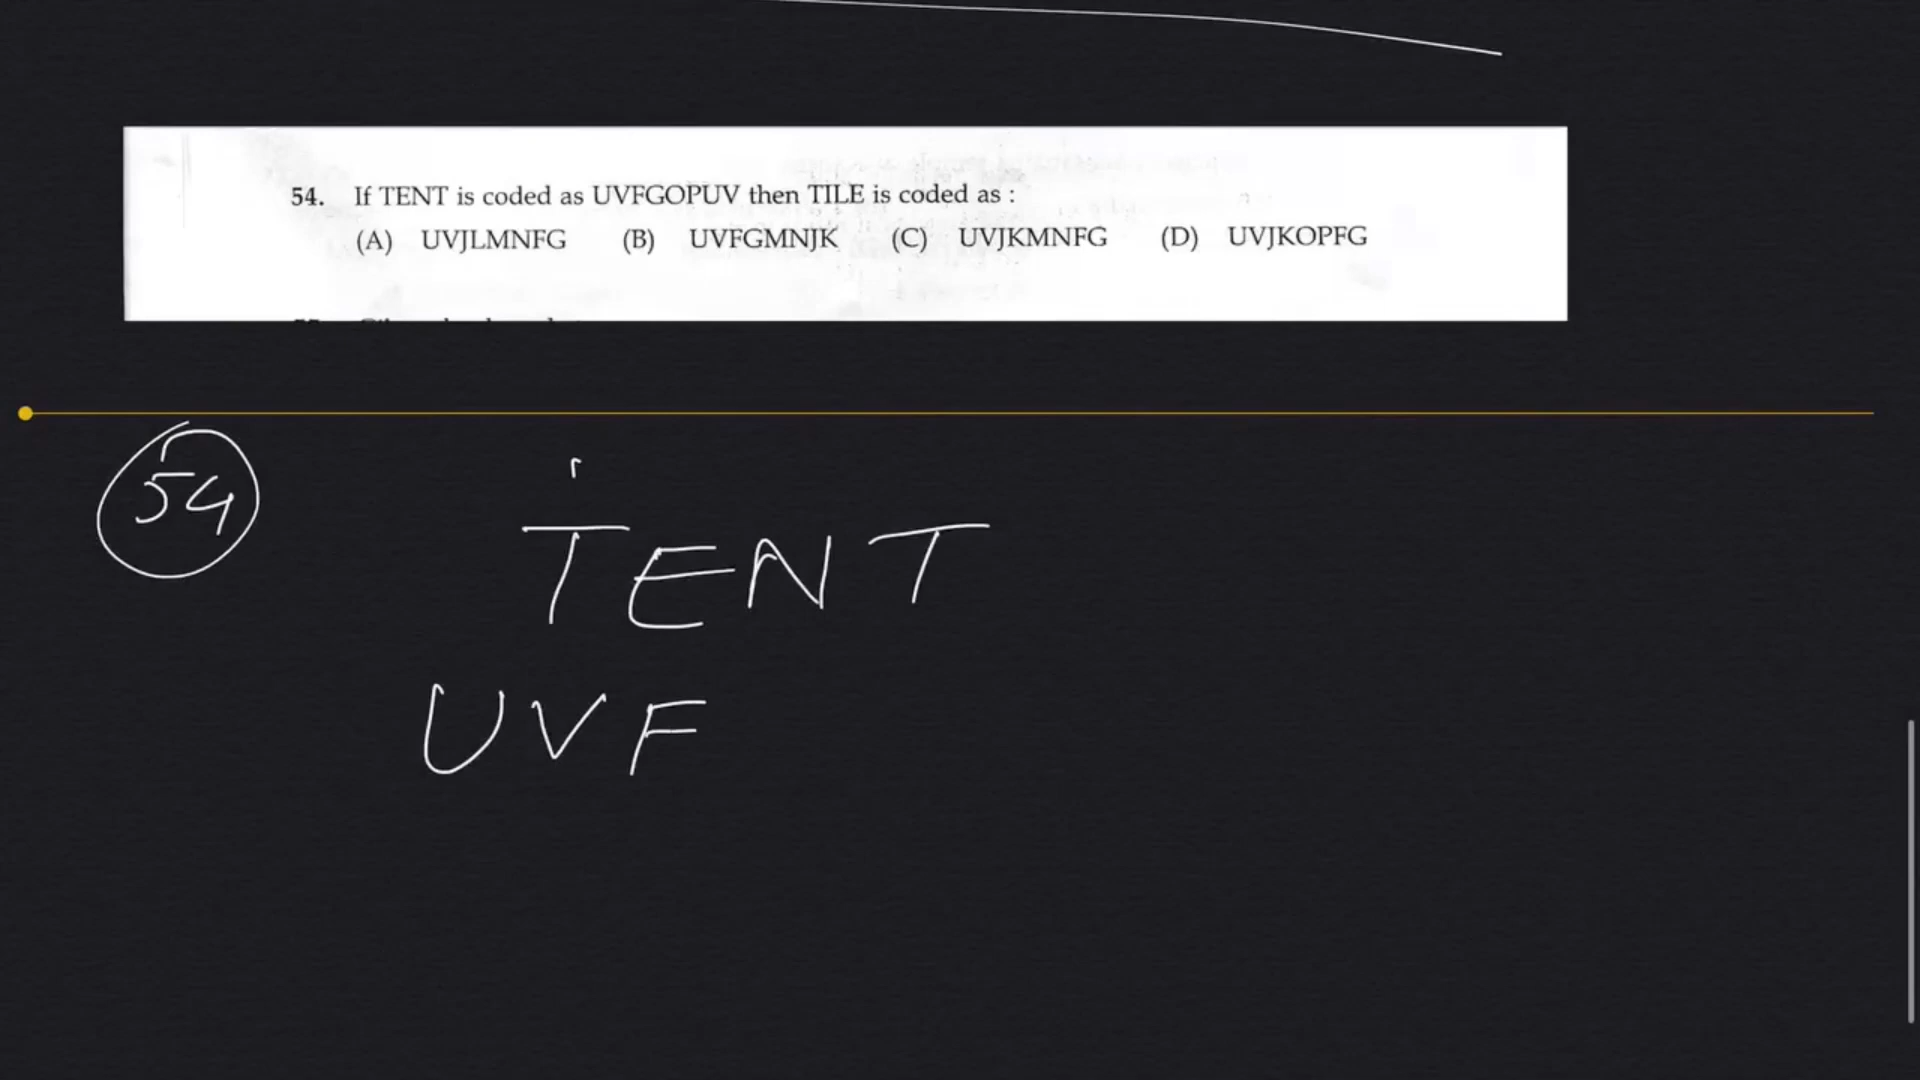 54. If TENT is coded as UVFGOPUV then TILE is coded as :
(A) UVJLMNFG (B) UVFGMNJK (C) UVJKMNFG (D) UVJKOPFG
54
TENT
UVF